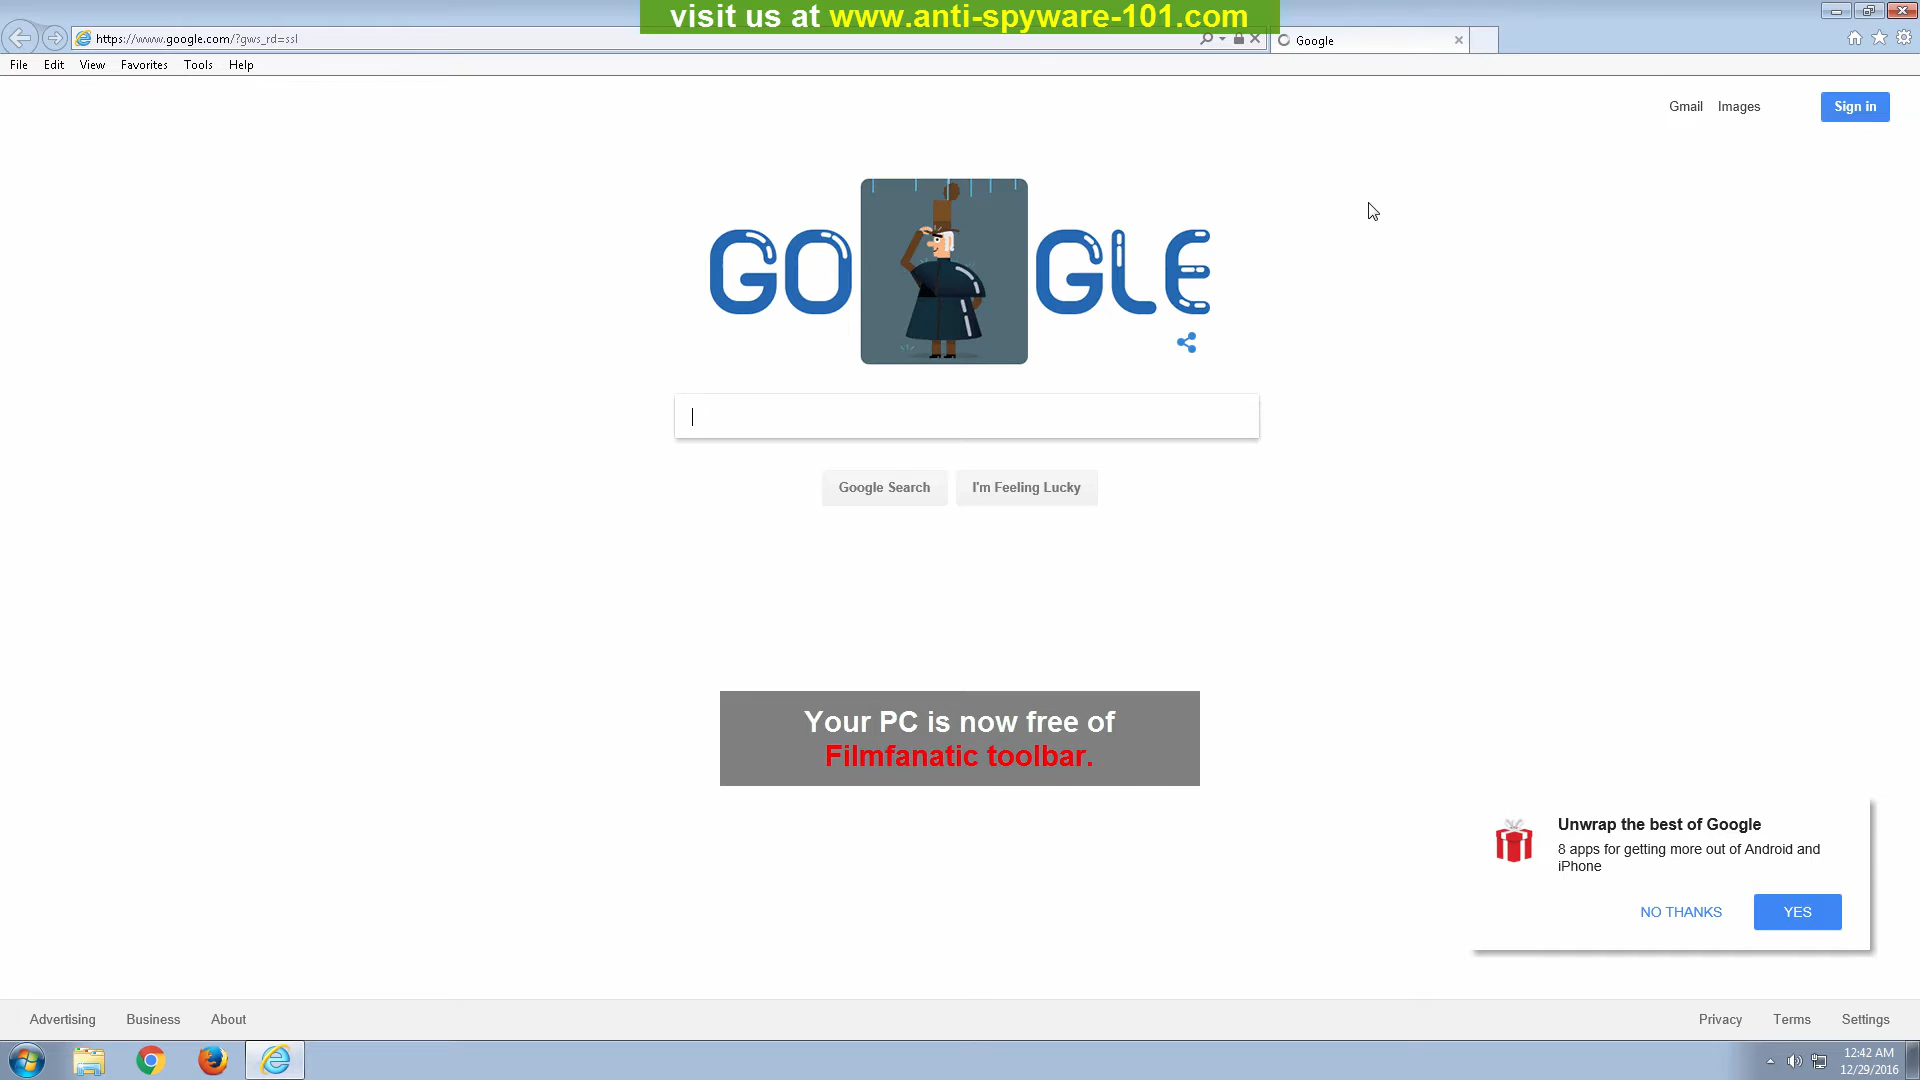 visit us at www.anti-spyware-101.com
https://www.google.com/?gws_rd=ssl
Google
File Edit View Favorites Tools Help
Gmail Images Sign in
GO GLE
Google Search I'm Feeling Lucky
Your PC is now free of
Filmfanatic toolbar.
Unwrap the best of Google
8 apps for getting more out of Android and
iPhone
NO THANKS YES
Advertising Business About Privacy Terms Settings
12:42 AM
12/29/2016